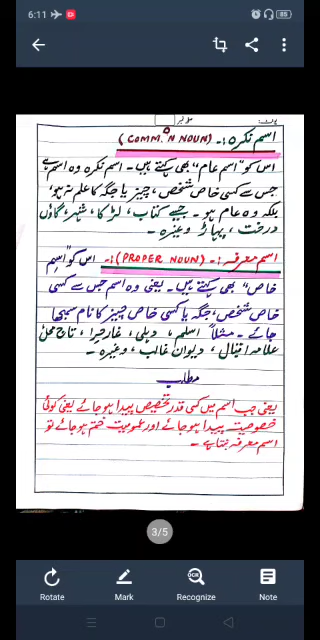 6:11
85
صفحہ نمبر
اسم نکرہ :- (COMMON NOUN)
اس کو "اسم عام" بھی کہتے ہیں۔ اسم نکرہ وہ اسم ہے
جس سے کسی خاص شخص، چیز یا جگہ کا علم نہ ہو،
بلکہ وہ عام ہو۔ جیسے کتاب، لڑکا، شہر، گاؤں
درخت، پہاڑ وغیرہ۔
اسم معرفہ :- (PROPER NOUN) :- اس کو "اسم
خاص" بھی کہتے ہیں۔ یعنی وہ اسم جس سے کسی
خاص شخص، جگہ یا کسی خاص چیز کا نام سمجھا
جائے۔ مثلاً اسلم، دہلی، غار حرا، تاج محل
علامہ اقبال، دیوان غالب، وغیرہ۔
مطلب
یعنی جب اسم میں کسی قدر تخصیص پیدا ہو جائے یعنی کوئی
خصوصیت پیدا ہو جائے اور عمومیت ختم ہو جائے تو
اسم معرفہ بنتا ہے۔
3/5
OCR
Rotate Mark Recognize Note